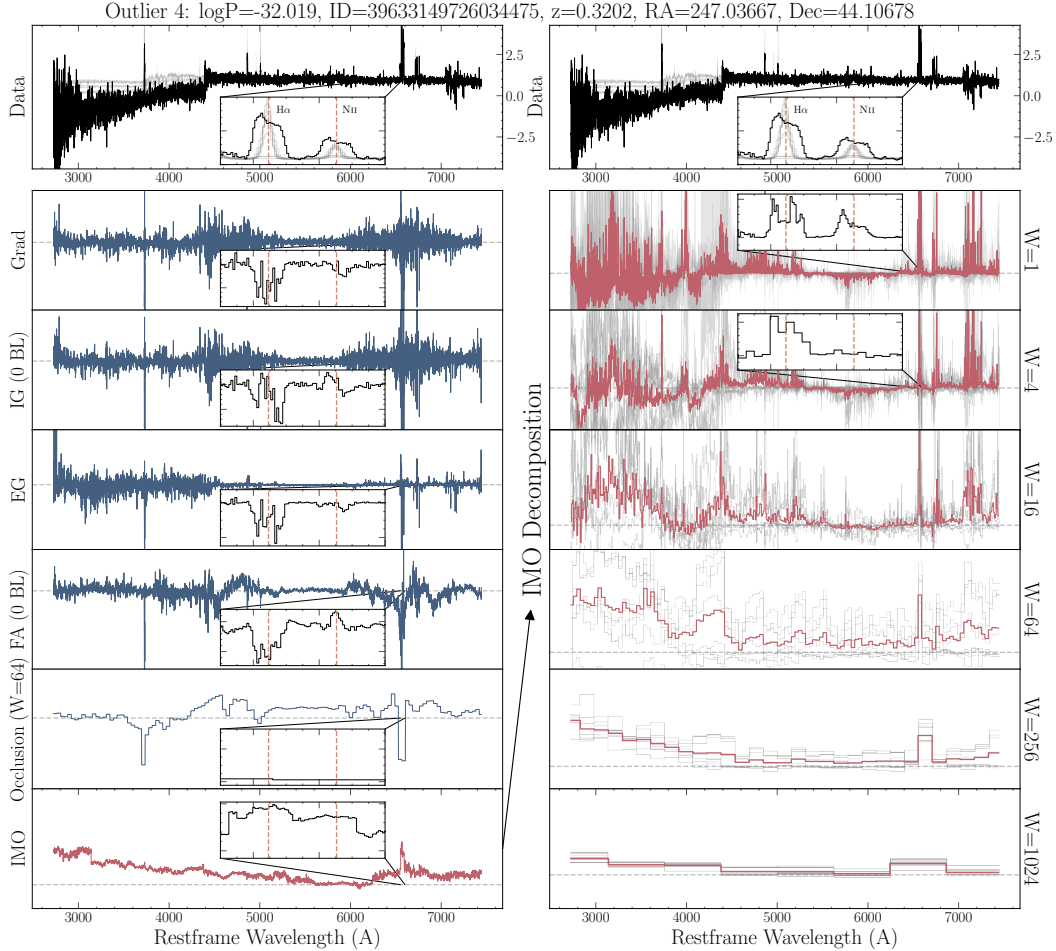 Outlier 4: logP=-32.019, ID=39633149726034475, z=0.3202, RA=247.03667, Dec=44.10678
Data
2.5
0.0
−2.5
Hα
NII
3000 4000 5000 6000 7000
Data
2.5
0.0
−2.5
Hα
NII
3000 4000 5000 6000 7000
Grad
IG (0 BL)
EG
FA (0 BL)
Occlusion (W=64)
IMO
3000 4000 5000 6000 7000
Restframe Wavelength (A)
IMO Decomposition
W=1
W=4
W=16
W=64
W=256
W=1024
3000 4000 5000 6000 7000
Restframe Wavelength (A)